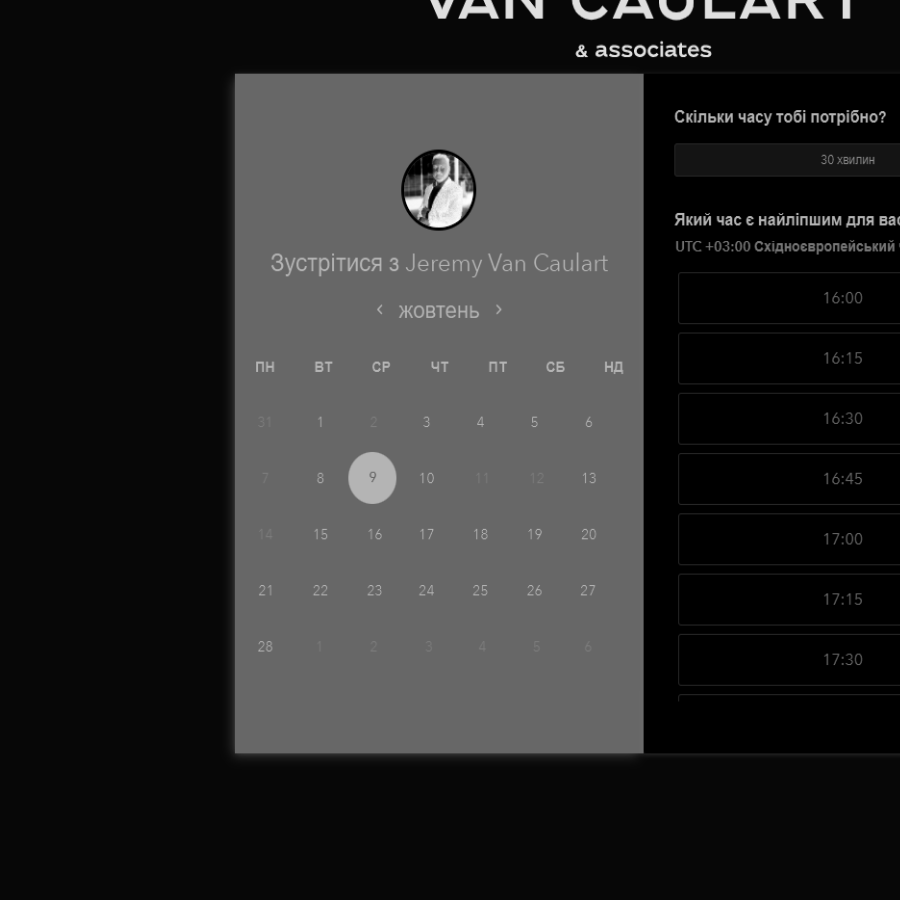 VAN CAULART
& associates
Зустрітися з Jeremy Van Caulart
жовтень
ПН ВТ СР ЧТ ПТ СБ НД
31 1 2 3 4 5 6
7 8 9 10 11 12 13
14 15 16 17 18 19 20
21 22 23 24 25 26 27
28 1 2 3 4 5 6
Скільки часу тобі потрібно?
30 хвилин
Який час є найліпшим для
UTC +03:00 Східноєвропейський
16:00
16:15
16:30
16:45
17:00
17:15
17:30